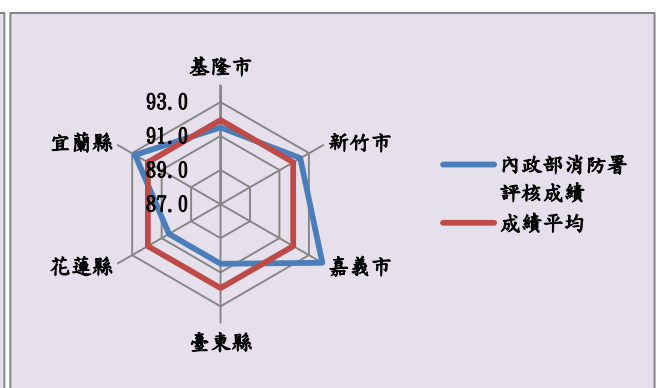 基隆市
93.0
91.0
89.0
87.0
宜蘭縣
新竹市
內政部消防署
評核成績
成績平均
花蓮縣
嘉義市
臺東縣